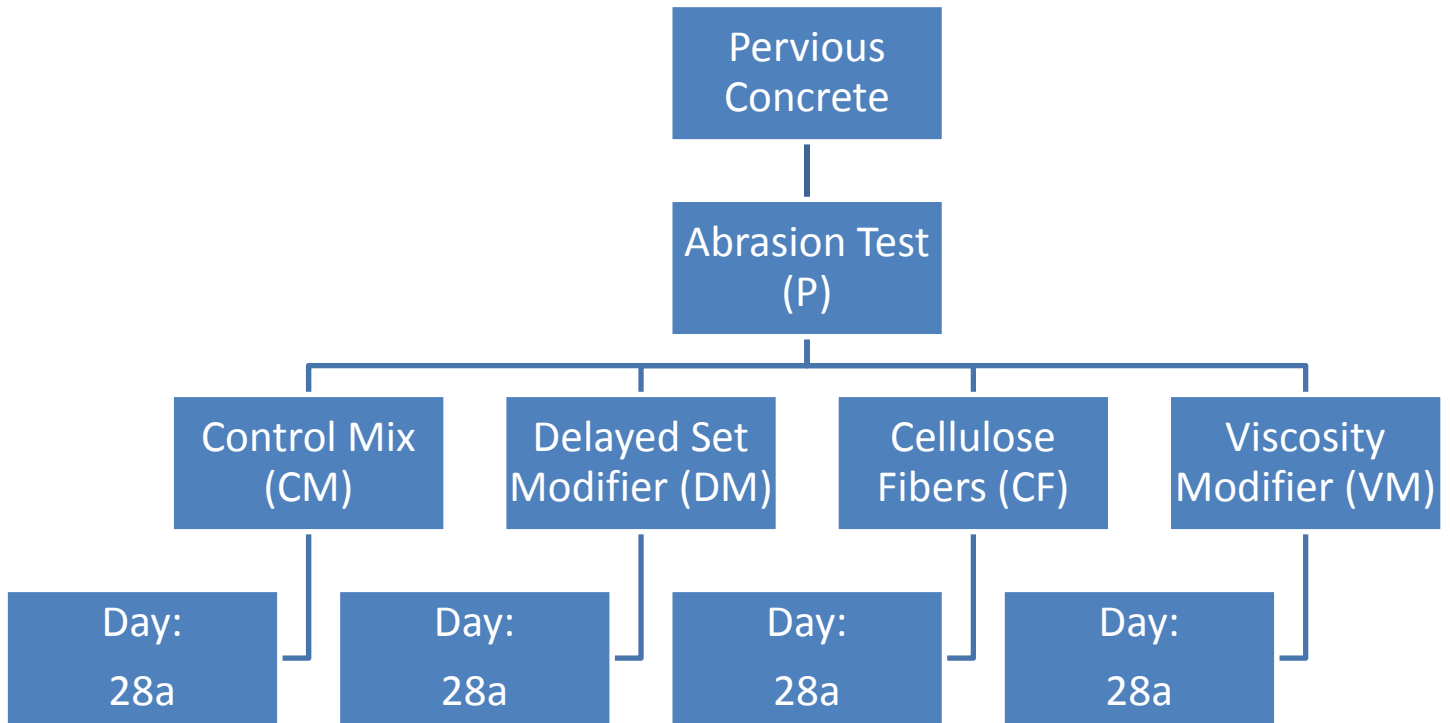 Pervious
Concrete
Abrasion Test
(P)
Control Mix
(CM)
Delayed Set
Modifier (DM)
Cellulose
Fibers (CF)
Viscosity
Modifier (VM)
Day:
28a
Day:
28a
Day:
28a
Day:
28a